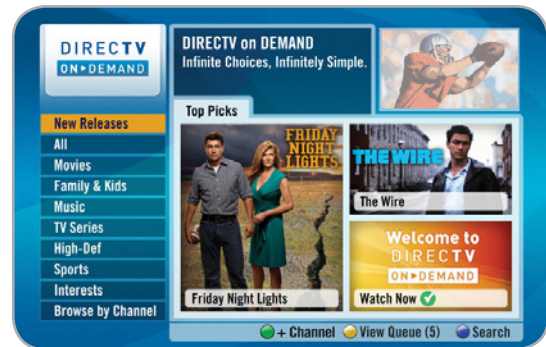 DIRECTV
ON DEMAND
DIRECTV on DEMAND
Infinite Choices, Infinitely Simple.
New Releases
All
Movies
Family & Kids
Music
TV Series
High-Def
Sports
Interests
Browse by Channel
Top Picks
FRIDAY
NIGHT
LIGHTS
Friday Night Lights
THE WIRE
The Wire
Welcome to
DIRECTV
ON DEMAND
Watch Now
+ Channel View Queue (5) Search